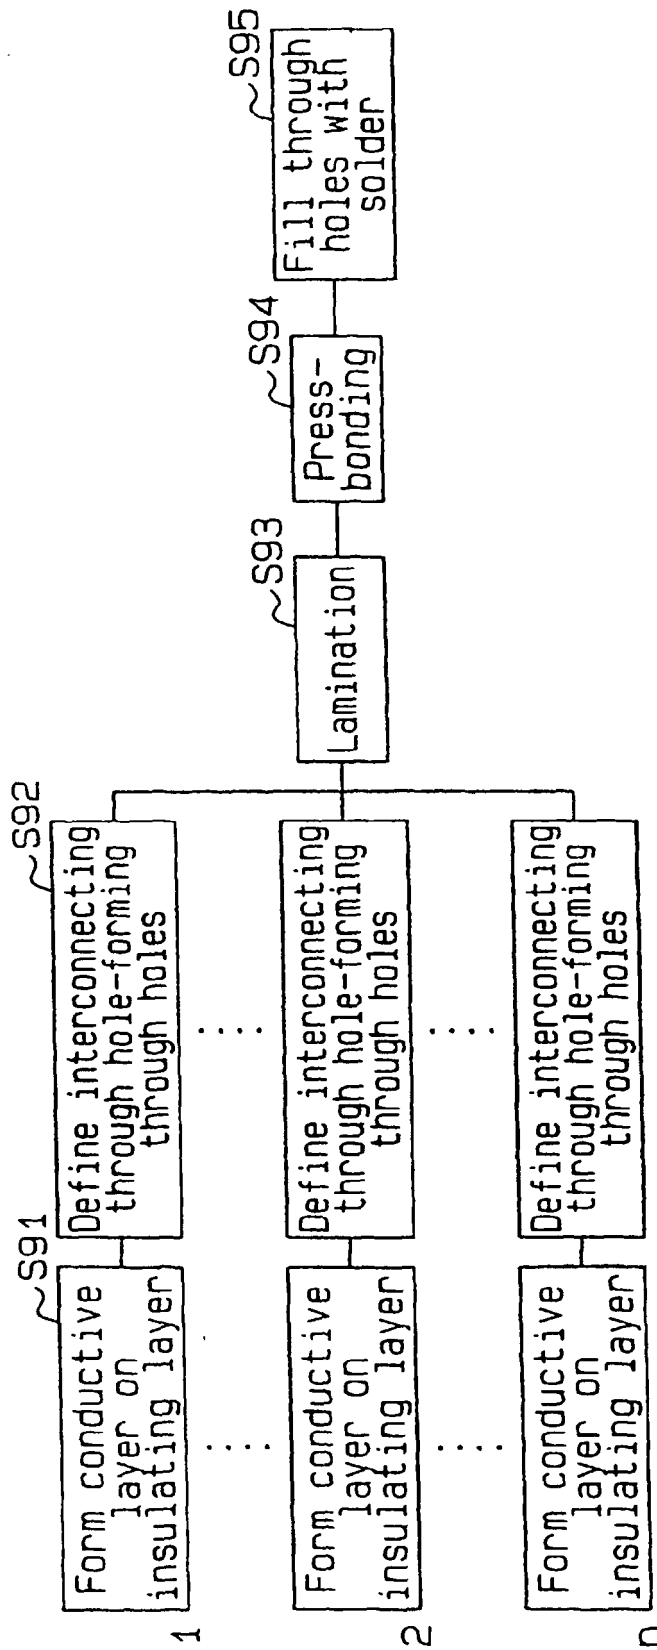 S91
Form conductive
layer on
insulating layer
S92
Define interconnecting
through hole-forming
through holes
1
Form conductive
layer on
insulating layer
Define interconnecting
through hole-forming
through holes
2
Form conductive
layer on
insulating layer
Define interconnecting
through hole-forming
through holes
n
S93
Lamination
S94
Press-
bonding
S95
Fill through
holes with
solder